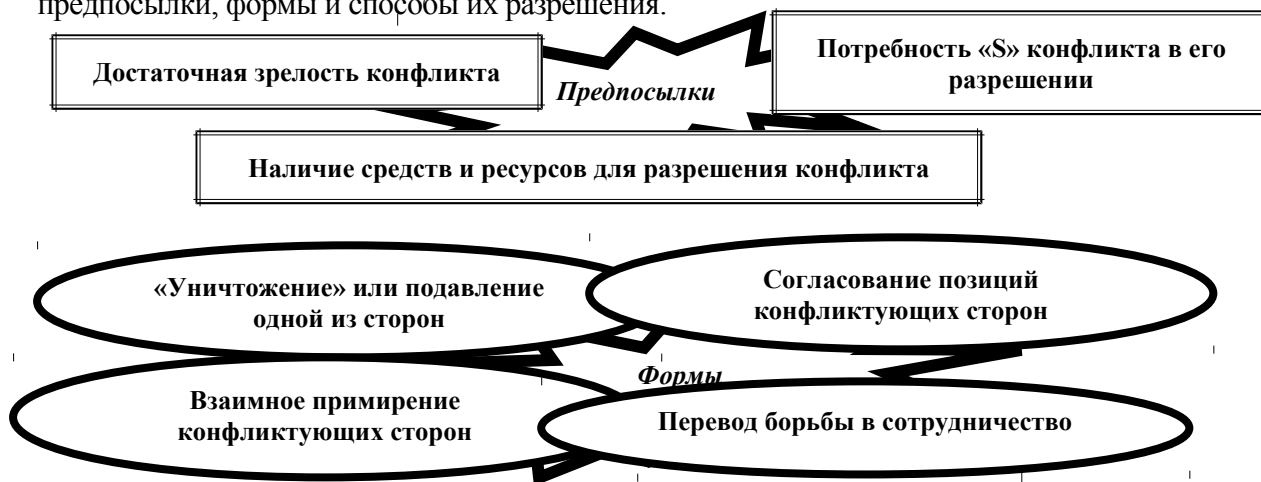 предпосылки, формы и способы их разрешения.
Достаточная зрелость конфликта
Предпосылки
Потребность «S» конфликта в его
разрешении
Наличие средств и ресурсов для разрешения конфликта
«Уничтожение» или подавление
одной из сторон
Согласование позиций
конфликтующих сторон
Формы
Взаимное примирение
конфликтующих сторон
Перевод борьбы в сотрудничество